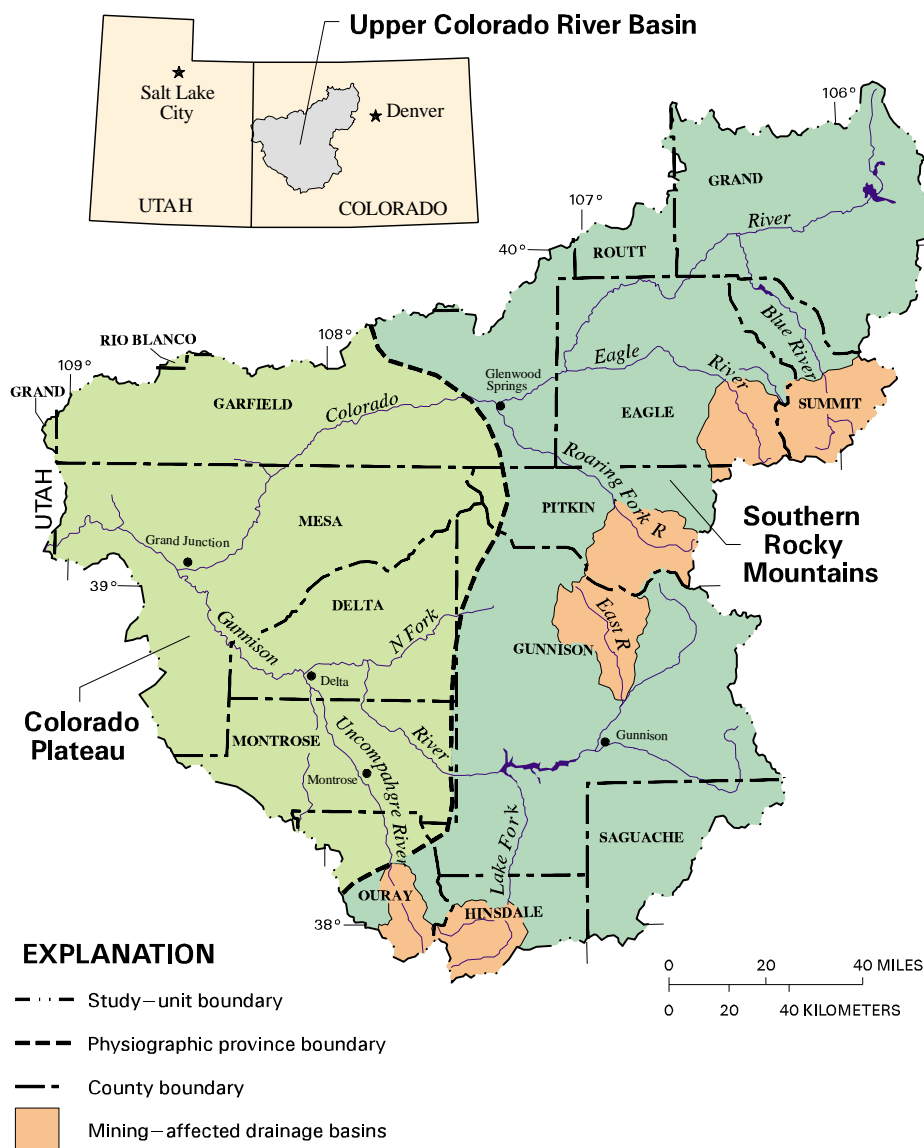 Upper Colorado River Basin
Salt Lake
City
Denver
UTAH
COLORADO
106°
GRAND
107°
River
40°
ROUTT
108°
RIO BLANCO
109°
Blue River
Eagle
River
Glenwood
Springs
GRAND
GARFIELD
Colorado
EAGLE
SUMMIT
UTAH
Roaring Fork R
MESA
PITKIN
Southern
Rocky
Mountains
Grand Junction
39°
DELTA
East R
N Fork
GUNNISON
Gunnison
Delta
Colorado
Plateau
MONTROSE
Uncompahgre River
River
Gunnison
Montrose
SAGUACHE
Lake Fork
OURAY
HINSDALE
38°
EXPLANATION
Study–unit boundary
Physiographic province boundary
County boundary
Mining–affected drainage basins
0 20 40 MILES
0 20 40 KILOMETERS